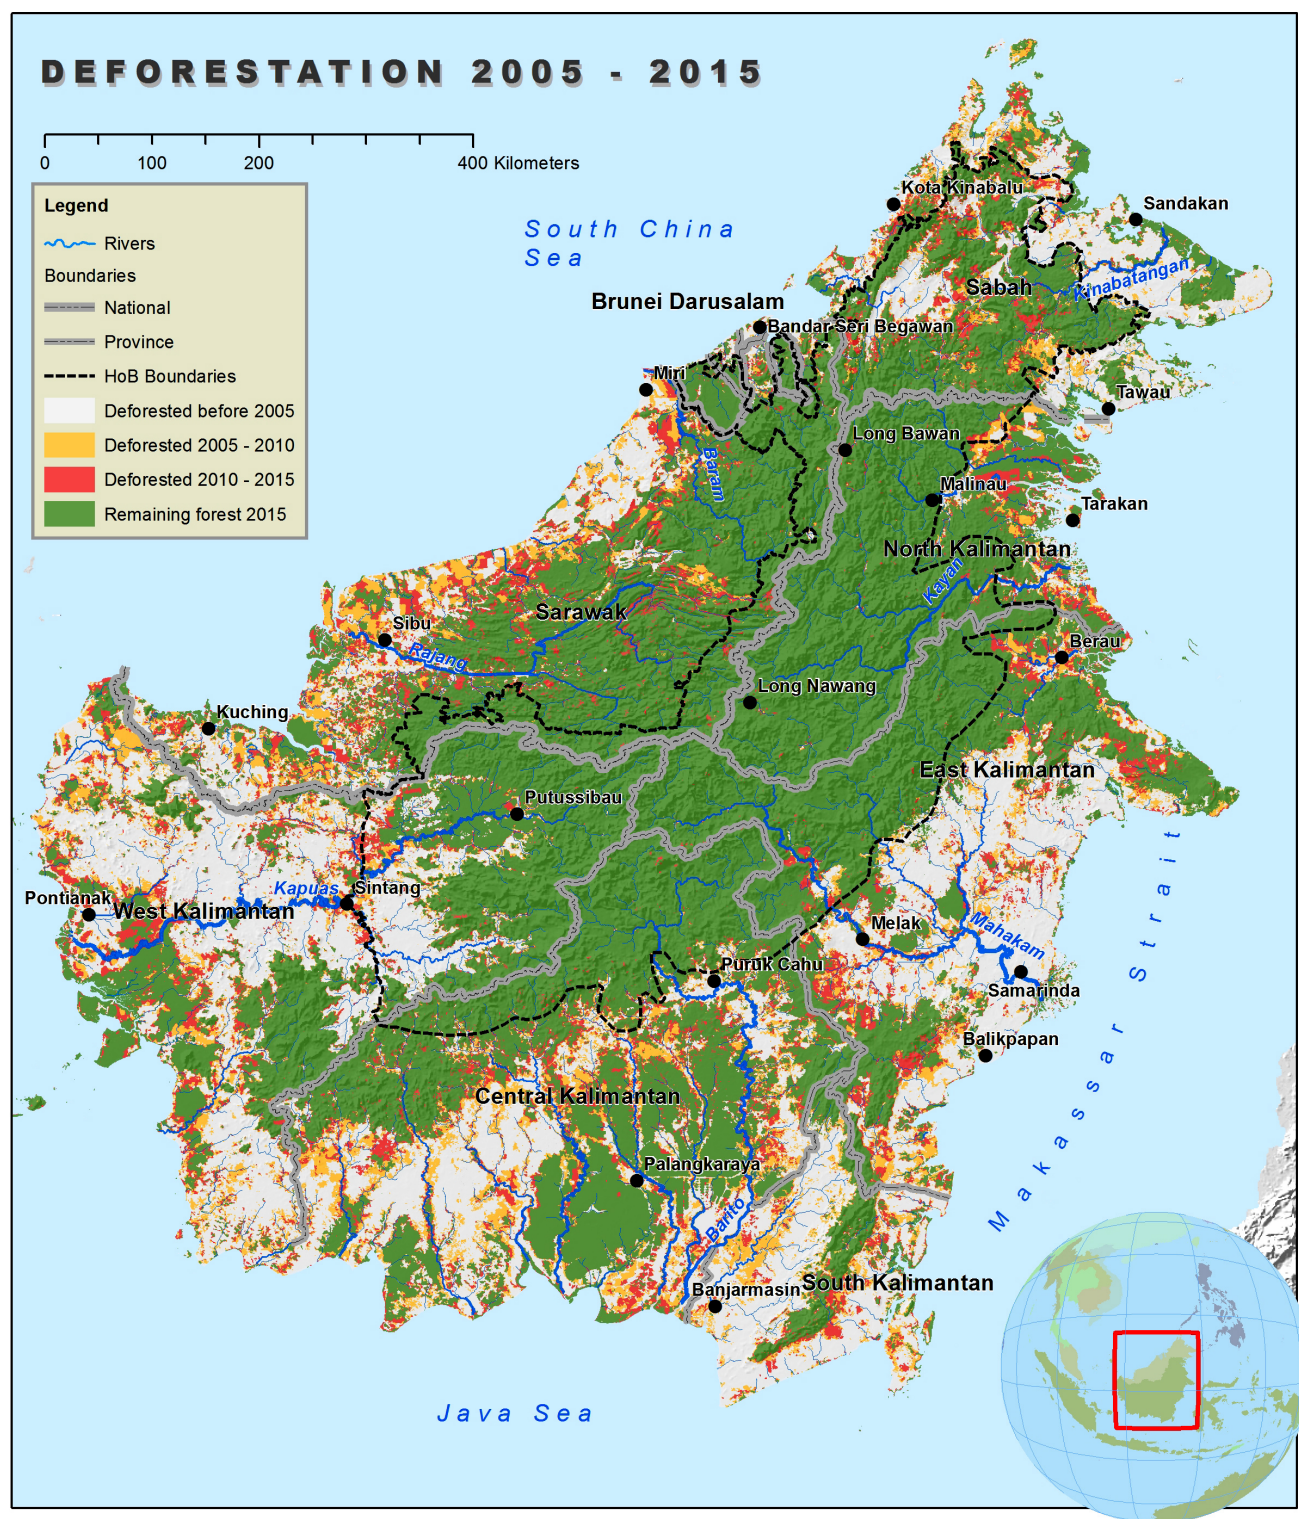 DEFORESTATION 2005 - 2015
0 100 200 400 Kilometers
Legend
Rivers
Boundaries
National
Province
HoB Boundaries
Deforested before 2005
Deforested 2005 - 2010
Deforested 2010 - 2015
Remaining forest 2015
South China
Sea
Kota Kinabalu
Sandakan
Kinabatangan
Sabah
Brunei Darusalam
Bandar Seri Begawan
Miri
Tawau
Long Bawan
Baram
Malinau
Tarakan
North Kalimantan
Kayan
Sarawak
Sibu
Rajang
Berau
Long Nawang
Kuching
East Kalimantan
Putussibau
Makassar Strait
Kapuas
Sintang
Pontianak
West Kalimantan
Melak
Mahakam
Puruk Cahu
Samarinda
Balikpapan
Central Kalimantan
Palangkaraya
Barito
Banjarmasin
South Kalimantan
Java Sea